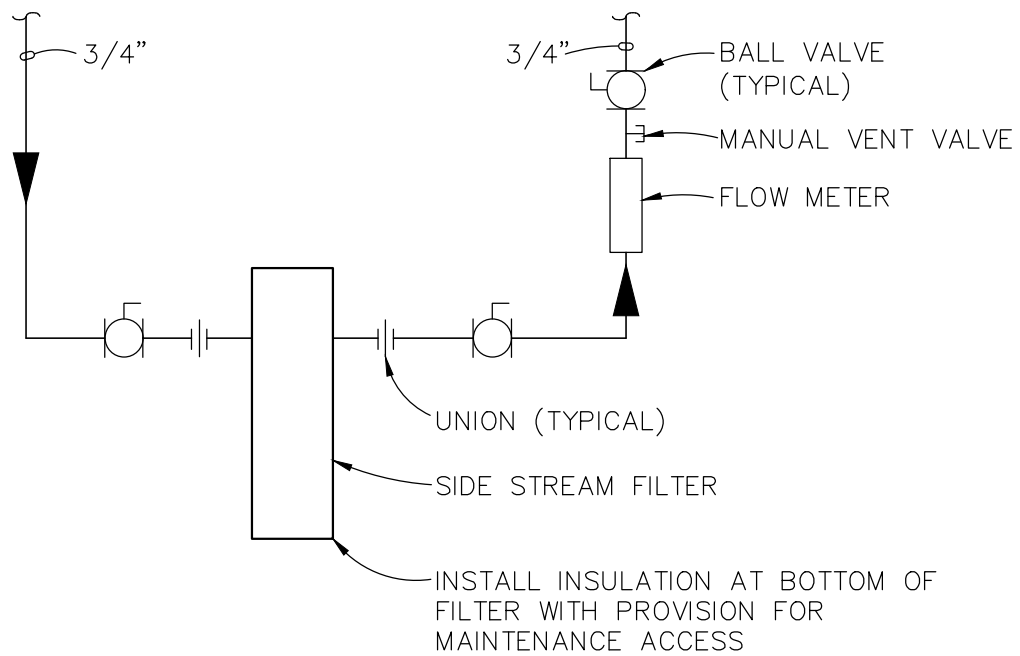 3/4”
3/4”
BALL VALVE
(TYPICAL)
MANUAL VENT VALVE
FLOW METER
UNION (TYPICAL)
SIDE STREAM FILTER
INSTALL INSULATION AT BOTTOM OF
FILTER WITH PROVISION FOR
MAINTENANCE ACCESS